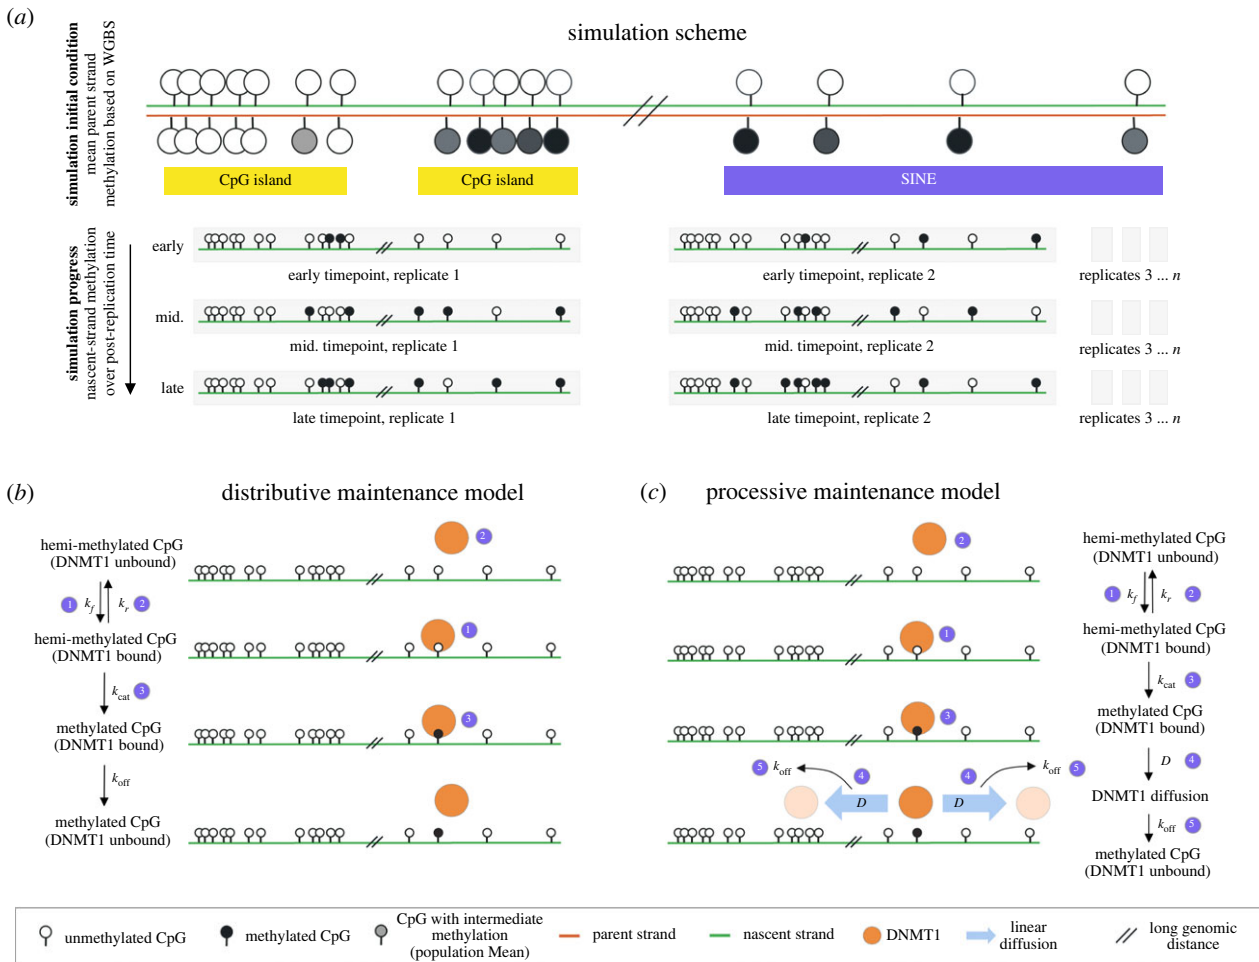 (a)
simulation scheme
simulation initial condition
mean parent strand
methylation based on WGBS
CpG island
CpG island
SINE
simulation progress
nascent-strand methylation
over post-replication time
early
early timepoint, replicate 1
early timepoint, replicate 2
replicates 3 ... n
mid.
mid. timepoint, replicate 1
mid. timepoint, replicate 2
replicates 3 ... n
late
late timepoint, replicate 1
late timepoint, replicate 2
replicates 3 ... n
(b)
distributive maintenance model
hemi-methylated CpG
(DNMT1 unbound)
1 kf kr 2
hemi-methylated CpG
(DNMT1 bound)
kcat 3
methylated CpG
(DNMT1 bound)
koff
methylated CpG
(DNMT1 unbound)
2
1
3
(c)
processive maintenance model
2
1
3
5 koff 4
4 koff 5
D
D
hemi-methylated CpG
(DNMT1 unbound)
1 kf kr 2
hemi-methylated CpG
(DNMT1 bound)
kcat 3
methylated CpG
(DNMT1 bound)
D 4
DNMT1 diffusion
koff 5
methylated CpG
(DNMT1 unbound)
unmethylated CpG
methylated CpG
CpG with intermediate
methylation
(population Mean)
parent strand
nascent strand
DNMT1
linear
diffusion
long genomic
distance